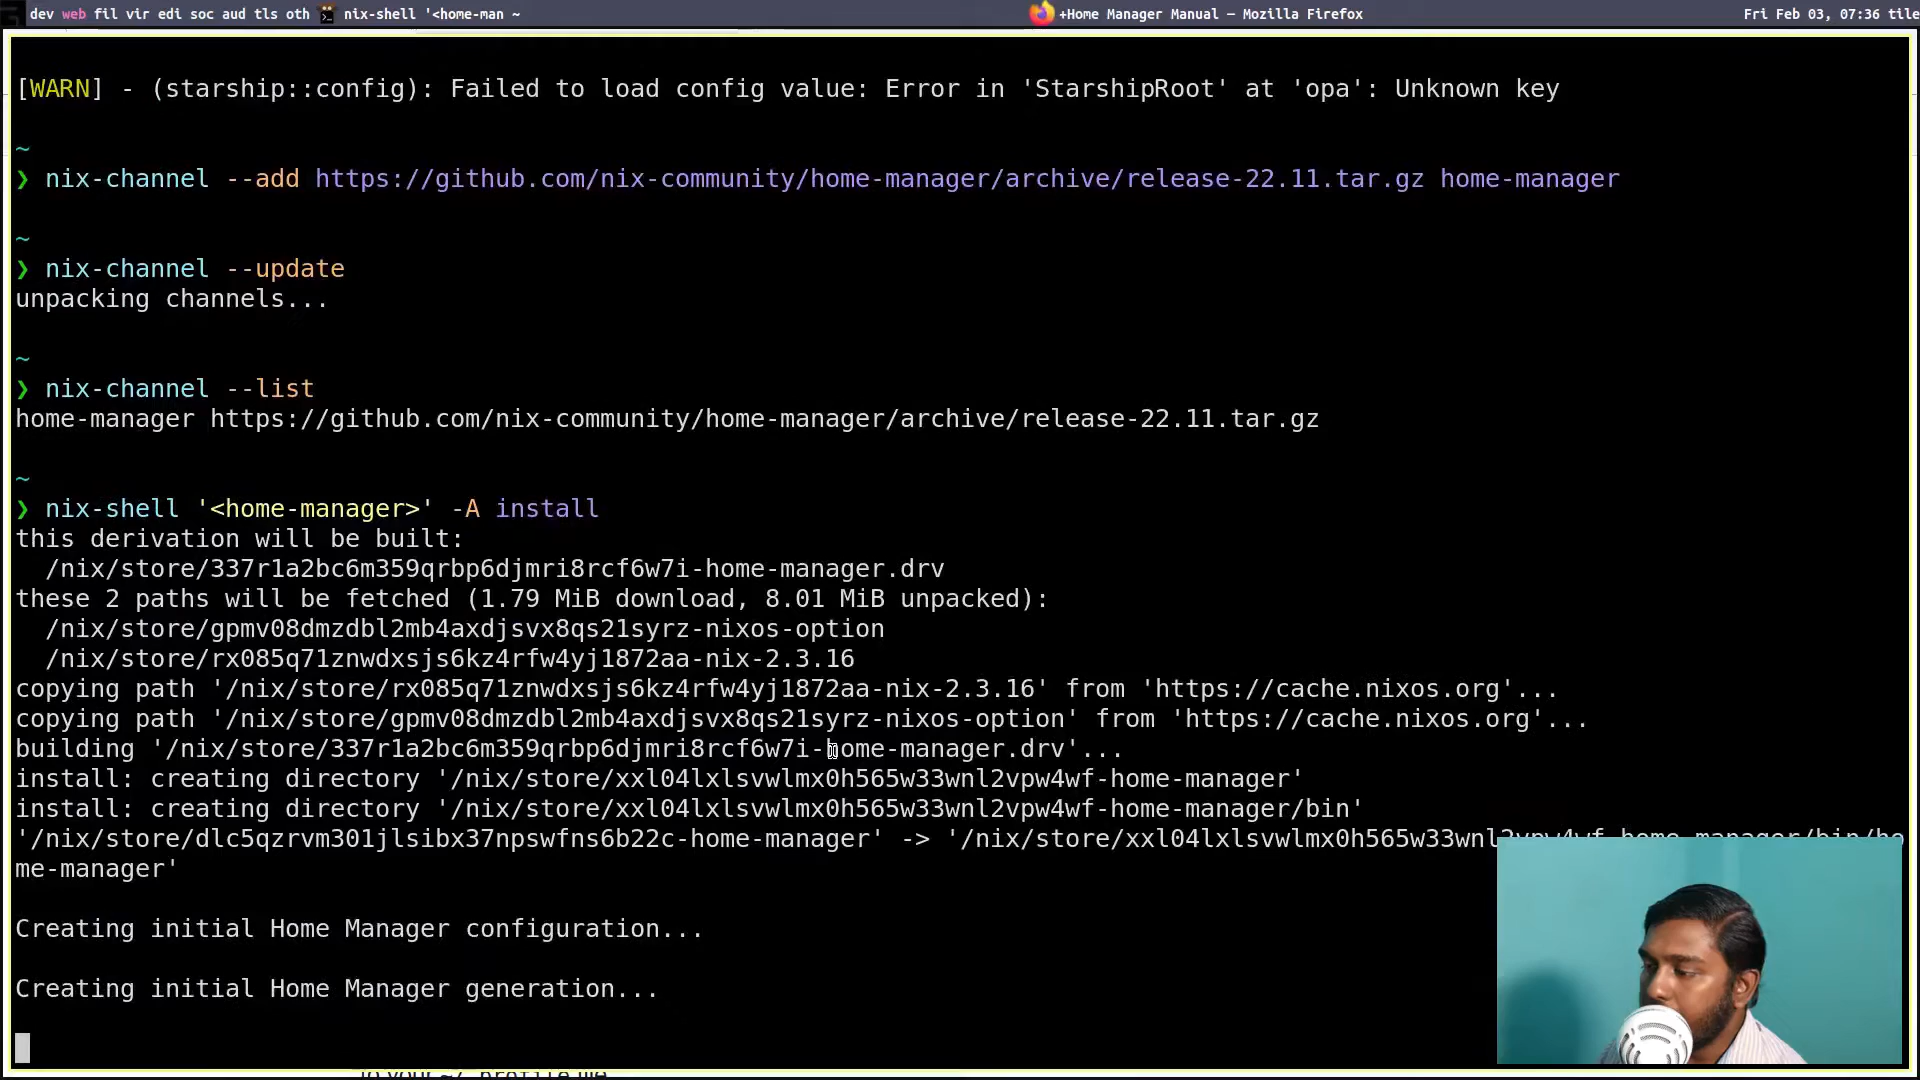 dev web fil vir edi soc aud tls oth nix-shell '<home-man ~ +Home Manager Manual — Mozilla Firefox Fri Feb 03, 07:36 tile
[WARN] - (starship::config): Failed to load config value: Error in 'StarshipRoot' at 'opa': Unknown key
~
❯ nix-channel --add https://github.com/nix-community/home-manager/archive/release-22.11.tar.gz home-manager
~
❯ nix-channel --update
unpacking channels...
~
❯ nix-channel --list
home-manager https://github.com/nix-community/home-manager/archive/release-22.11.tar.gz
~
❯ nix-shell '<home-manager>' -A install
this derivation will be built:
/nix/store/337r1a2bc6m359qrbp6djmri8rcf6w7i-home-manager.drv
these 2 paths will be fetched (1.79 MiB download, 8.01 MiB unpacked):
/nix/store/gpmv08dmzdbl2mb4axdjsvx8qs21syrz-nixos-option
/nix/store/rx085q71znwdxsjs6kz4rfw4yj1872aa-nix-2.3.16
copying path '/nix/store/rx085q71znwdxsjs6kz4rfw4yj1872aa-nix-2.3.16' from 'https://cache.nixos.org'...
copying path '/nix/store/gpmv08dmzdbl2mb4axdjsvx8qs21syrz-nixos-option' from 'https://cache.nixos.org'...
building '/nix/store/337r1a2bc6m359qrbp6djmri8rcf6w7i-home-manager.drv'...
install: creating directory '/nix/store/xxl04lxlsvwlmx0h565w33wnl2vpw4wf-home-manager'
install: creating directory '/nix/store/xxl04lxlsvwlmx0h565w33wnl2vpw4wf-home-manager/bin'
'/nix/store/dlc5qzrvm301jlsibx37npswfns6b22c-home-manager' -> '/nix/store/xxl04lxlsvwlmx0h565w33wnl2vpw4wf-home-manager/bin/ho
me-manager'
Creating initial Home Manager configuration...
Creating initial Home Manager generation...